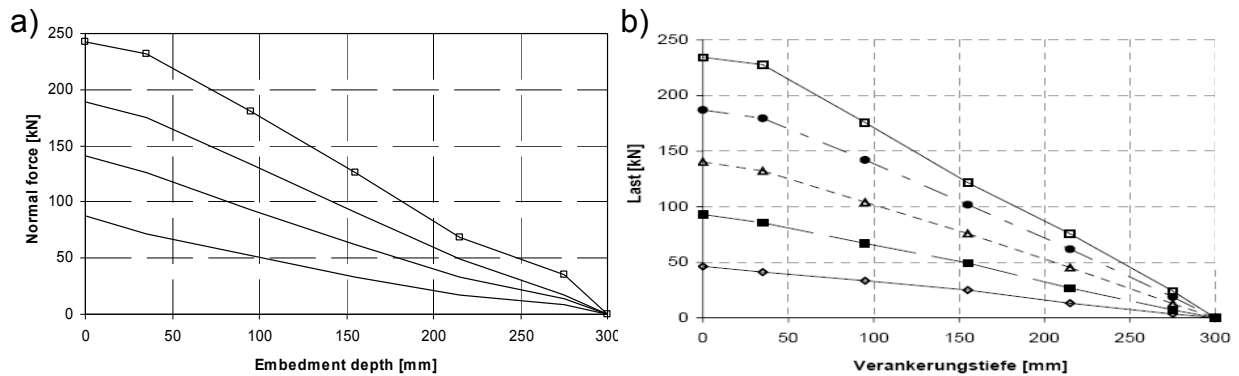 a)
Normal force [kN]
250
200
150
100
50
0
0 50 100 150 200 250 300
Embedment depth [mm]
b)
Last [kN]
250
200
150
100
50
0
0 50 100 150 200 250 300
Verankerungstiefe [mm]